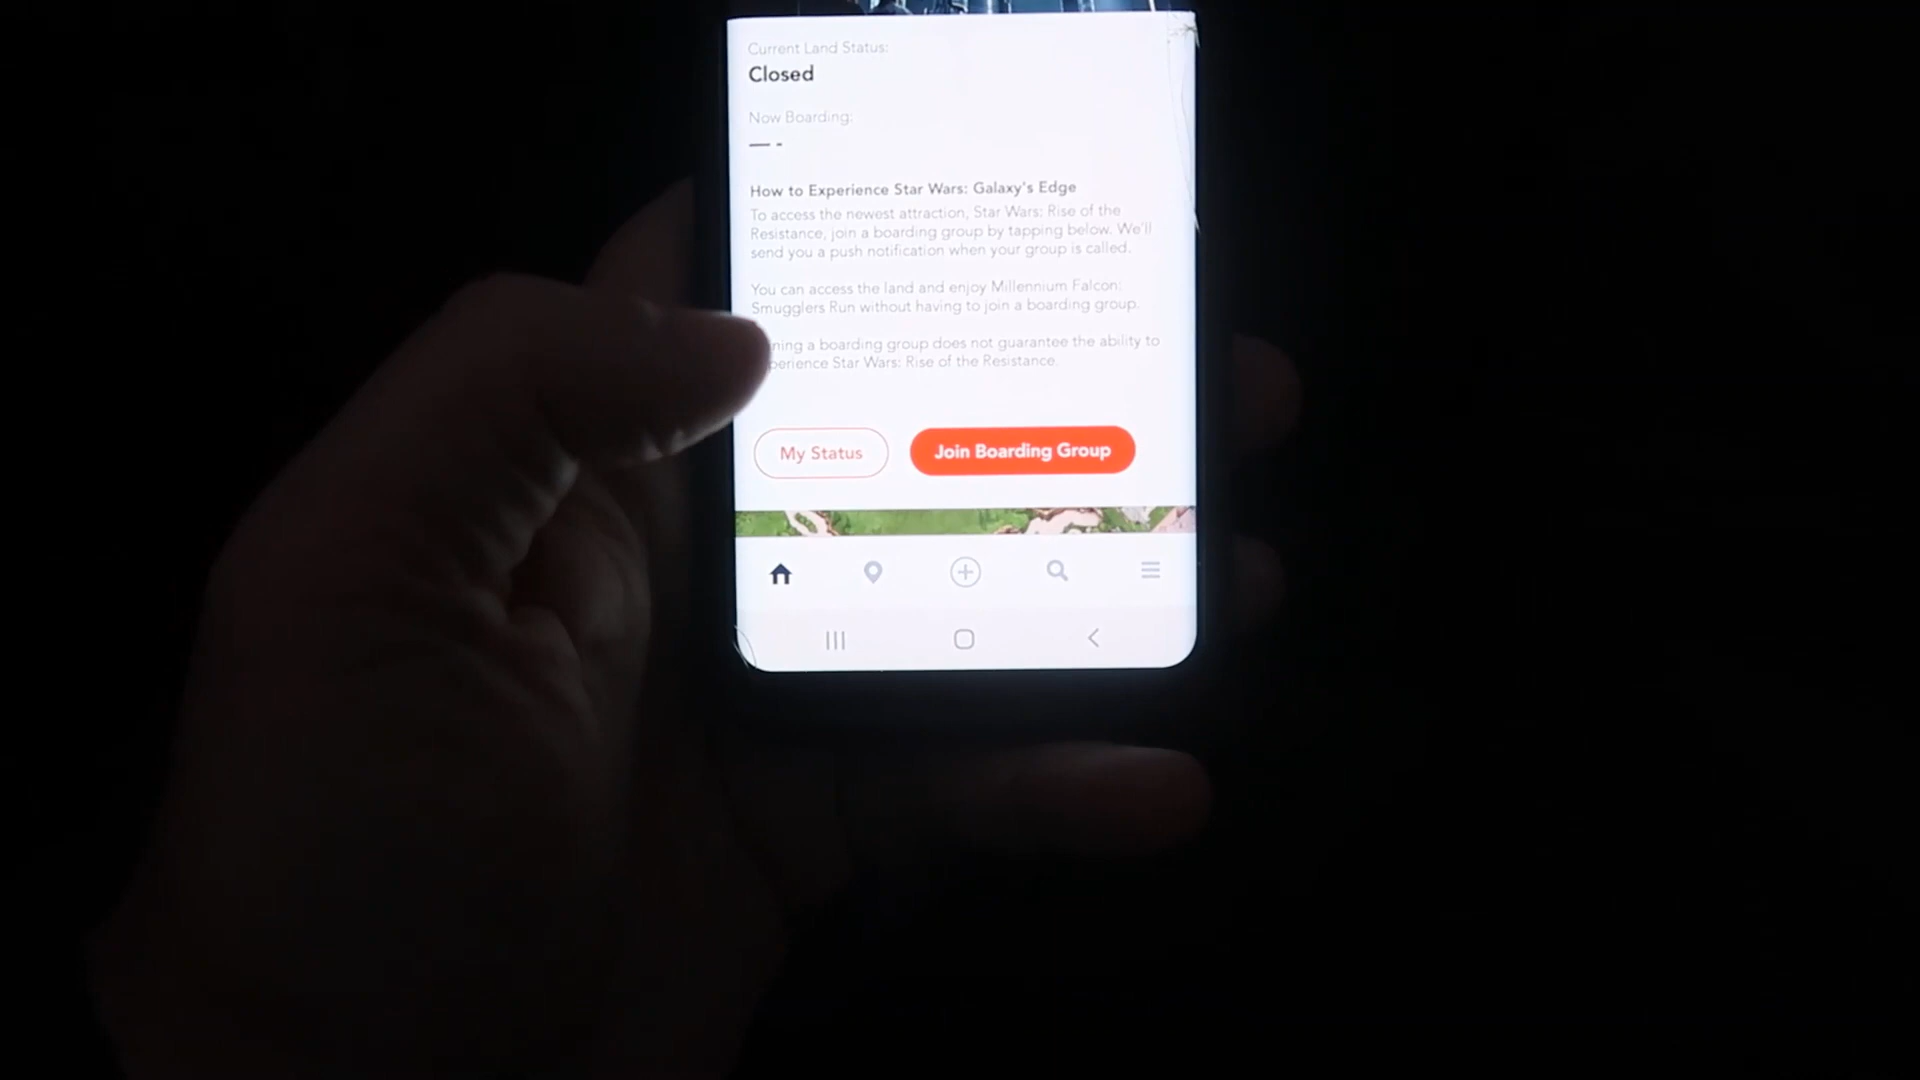 Current Land Status:
Closed
Now Boarding:
— -
How to Experience Star Wars: Galaxy's Edge
To access the newest attraction, Star Wars: Rise of the
Resistance, join a boarding group by tapping below. We'll
send you a push notification when your group is called.
You can access the land and enjoy Millennium Falcon:
Smugglers Run without having to join a boarding group.
ning a boarding group does not guarantee the ability to
perience Star Wars: Rise of the Resistance.
My Status
Join Boarding Group